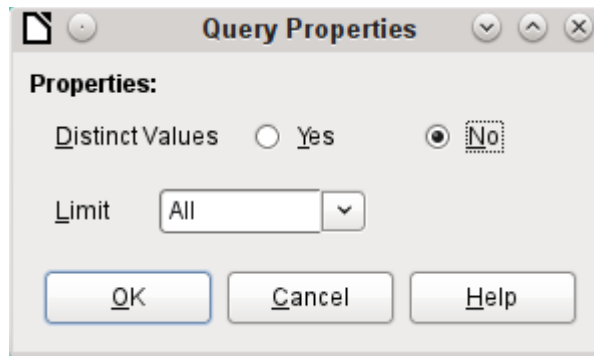 Query Properties
Properties:
Distinct Values Yes No
Limit All
OK Cancel Help